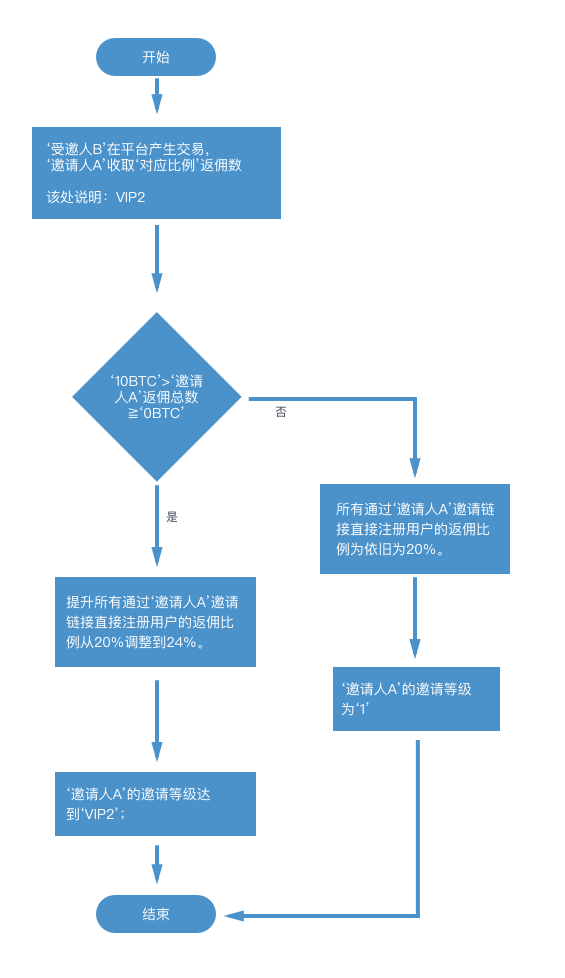 开始
‘受邀人B’在平台产生交易，
‘邀请人A’收取‘对应比例’返佣数
该处说明：VIP2
‘10BTC’>‘邀请
人A’返佣总数
≧‘0BTC’
否
是
所有通过‘邀请人A’邀请链
接直接注册用户的返佣比
例为依旧为20%。
提升所有通过‘邀请人A’邀请
链接直接注册用户的返佣比
例从20%调整到24%。
‘邀请人A’的邀请等级
为‘1’
‘邀请人A’的邀请等级达
到‘VIP2’；
结束